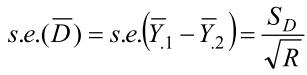 s.e.(D̅) = s.e.(Y̅.1 − Y̅.2) = S_D / √R